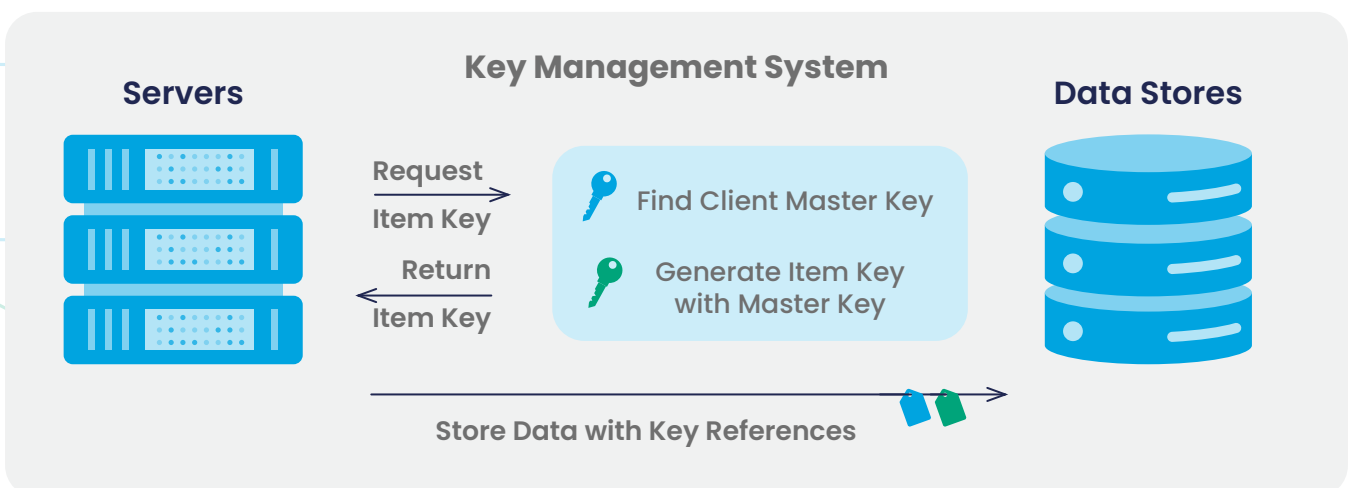 Key Management System
Servers
Data Stores
Request
Item Key
Return
Item Key
Find Client Master Key
Generate Item Key
with Master Key
Store Data with Key References